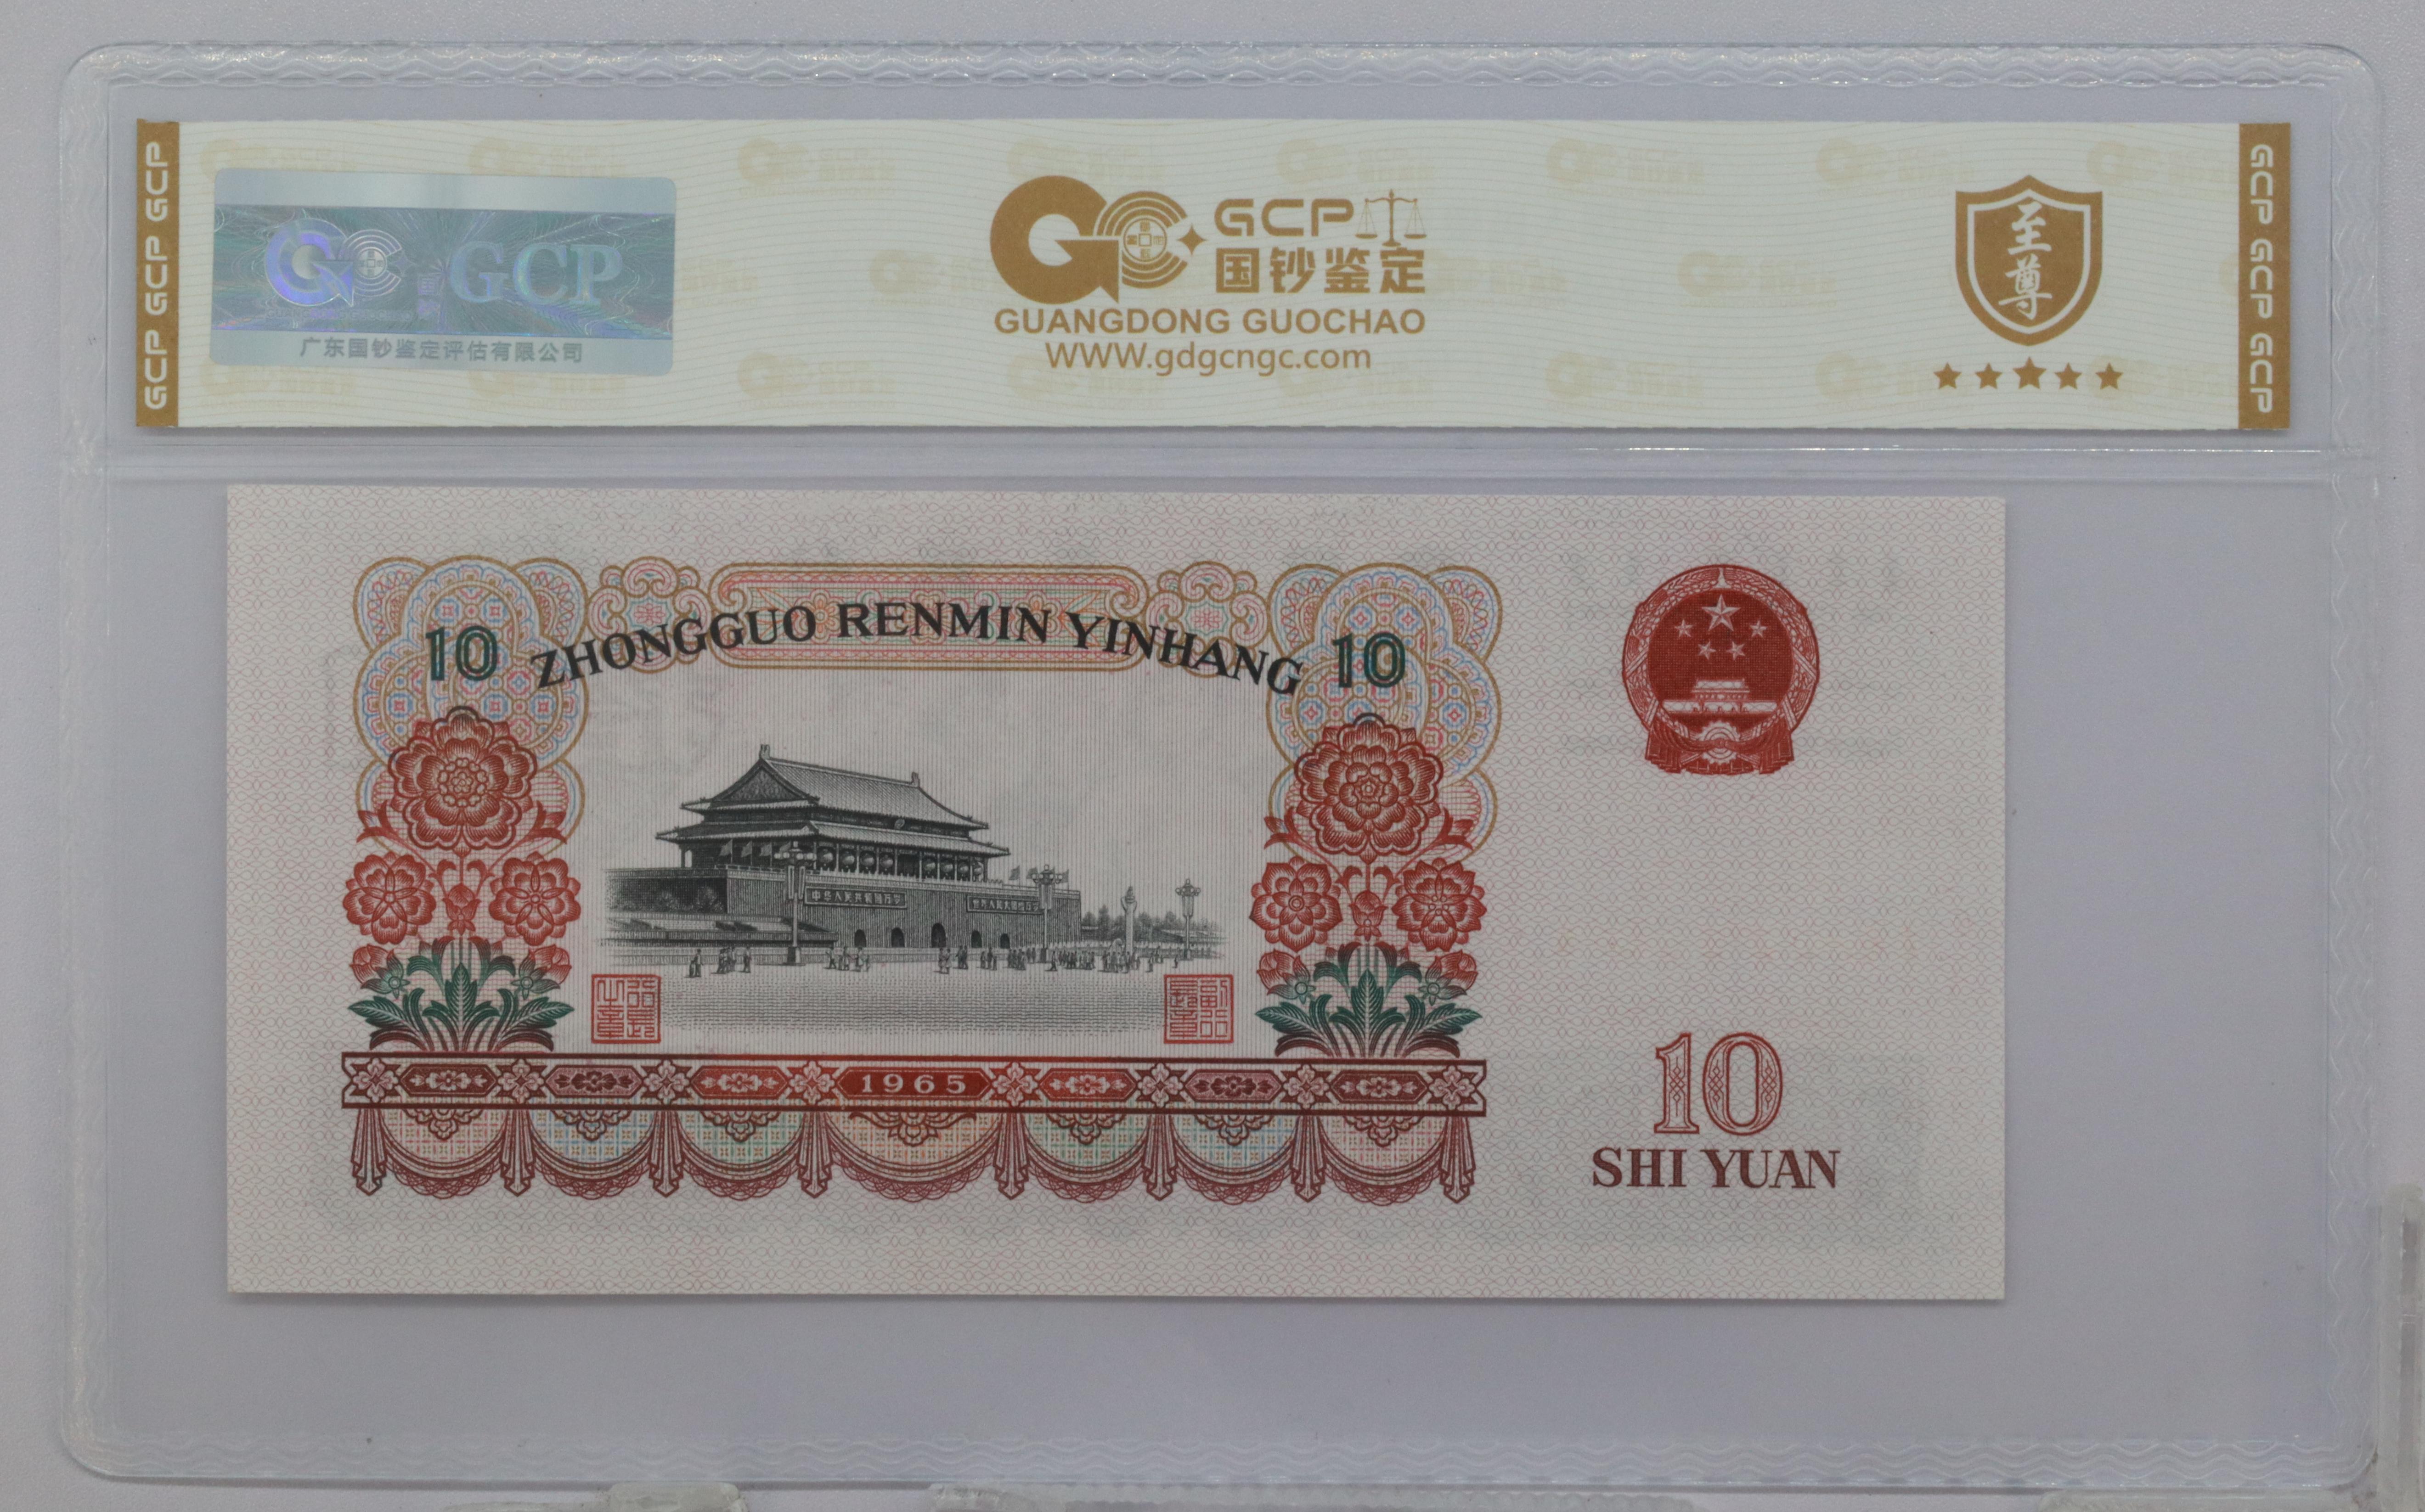 GCP GCP GCP
GCP
广东国钞鉴定评估有限公司
GCP
国钞鉴定
GUANGDONG GUOCHAO
WWW.gdgcngc.com
至尊
GCP GCP GCP
10 ZHONGGUO RENMIN YINHANG 10
1965
10
SHI YUAN